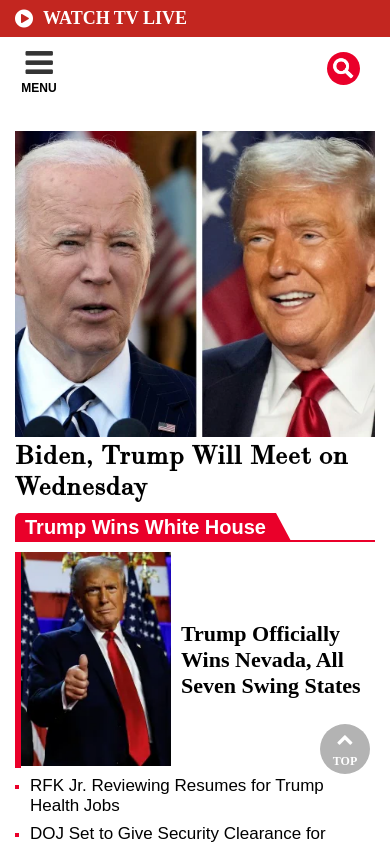 WATCH TV LIVE
MENU
Biden, Trump Will Meet on
Wednesday
Trump Wins White House
Trump Officially
Wins Nevada, All
Seven Swing States
TOP
RFK Jr. Reviewing Resumes for Trump
Health Jobs
DOJ Set to Give Security Clearance for